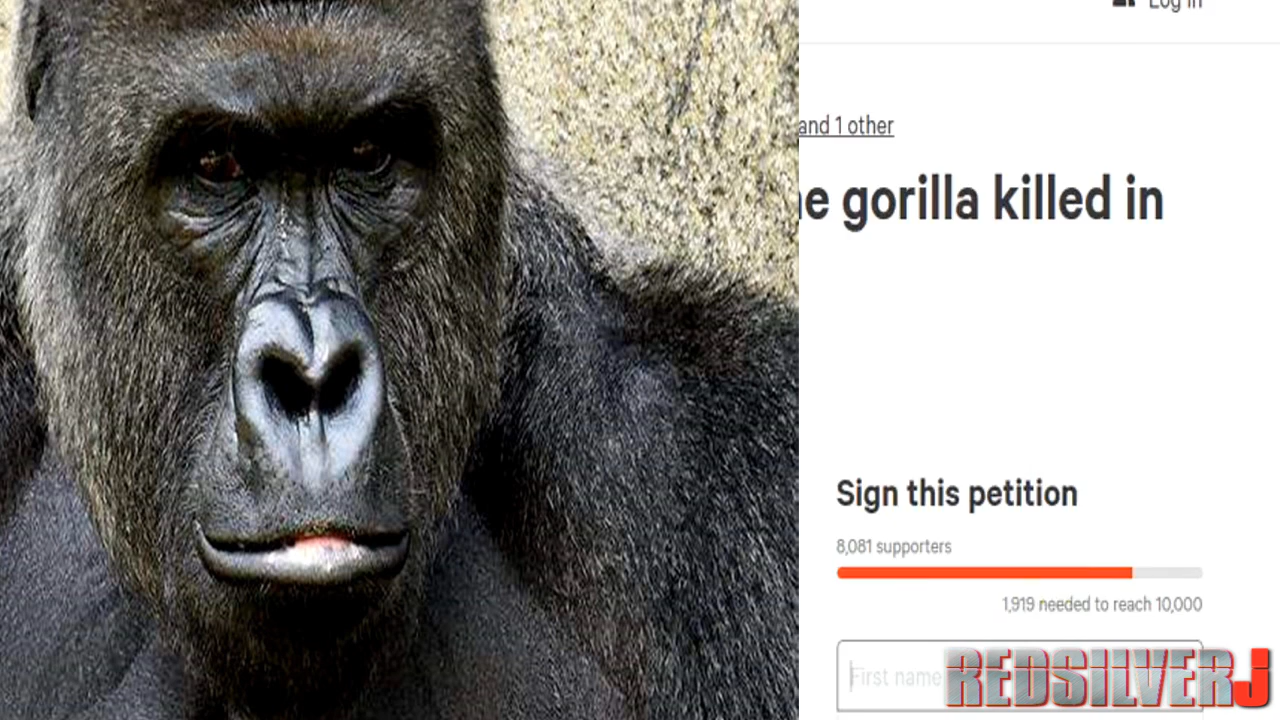 Log in
and 1 other
e gorilla killed in
Sign this petition
8,081 supporters
1,919 needed to reach 10,000
First name
REDSILVERJ